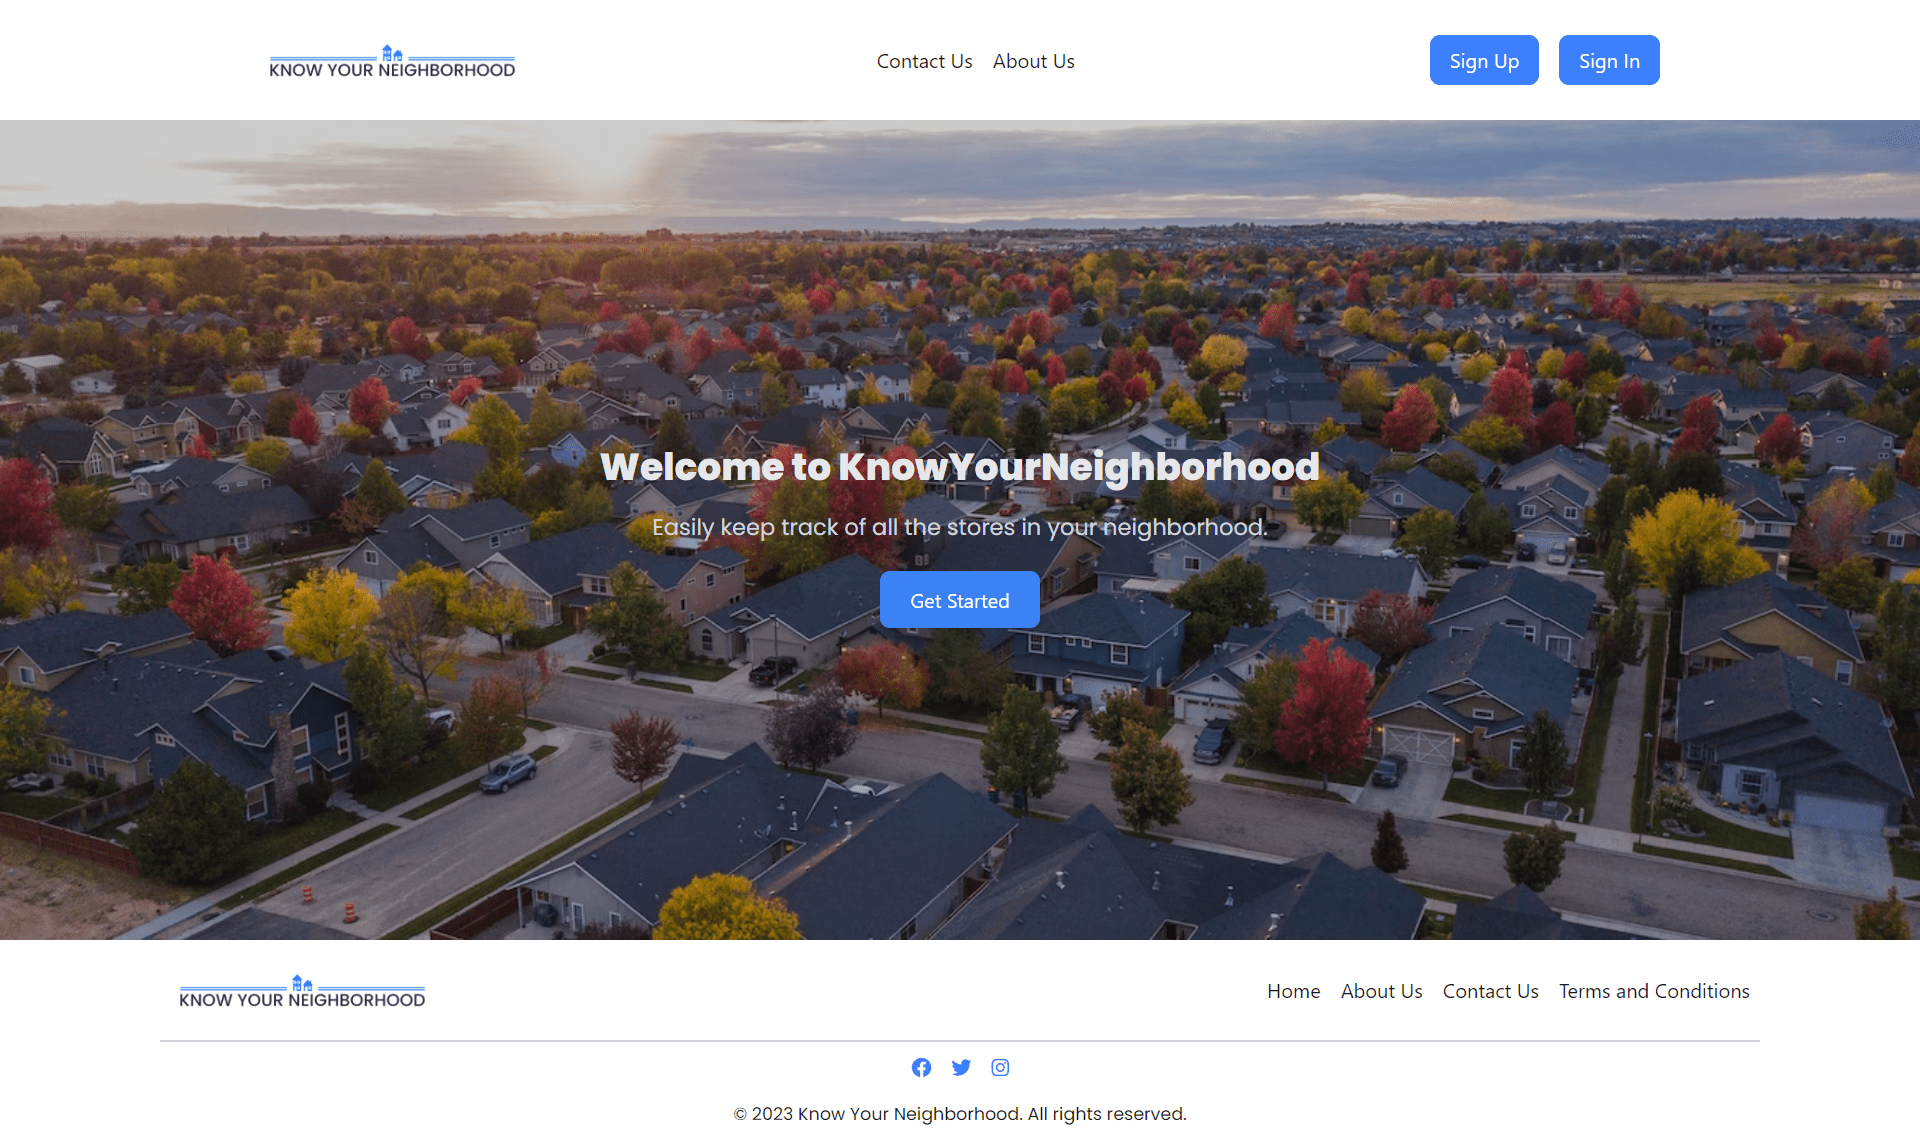 KNOW YOUR NEIGHBORHOOD
Contact Us About Us
Sign Up Sign In
Welcome to KnowYourNeighborhood
Easily keep track of all the stores in your neighborhood.
Get Started
KNOW YOUR NEIGHBORHOOD
Home About Us Contact Us Terms and Conditions
© 2023 Know Your Neighborhood. All rights reserved.